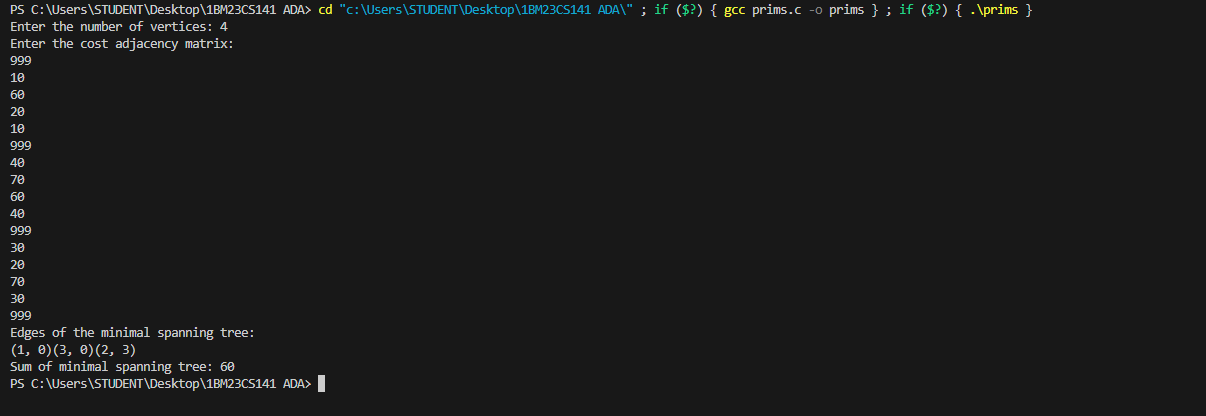 PS C:\Users\STUDENT\Desktop\1BM23CS141 ADA> cd "c:\Users\STUDENT\Desktop\1BM23CS141 ADA\" ; if ($?) { gcc prims.c -o prims } ; if ($?) { .\prims }
Enter the number of vertices: 4
Enter the cost adjacency matrix:
999
10
60
20
10
999
40
70
60
40
999
30
20
70
30
999
Edges of the minimal spanning tree:
(1, 0)(3, 0)(2, 3)
Sum of minimal spanning tree: 60
PS C:\Users\STUDENT\Desktop\1BM23CS141 ADA>